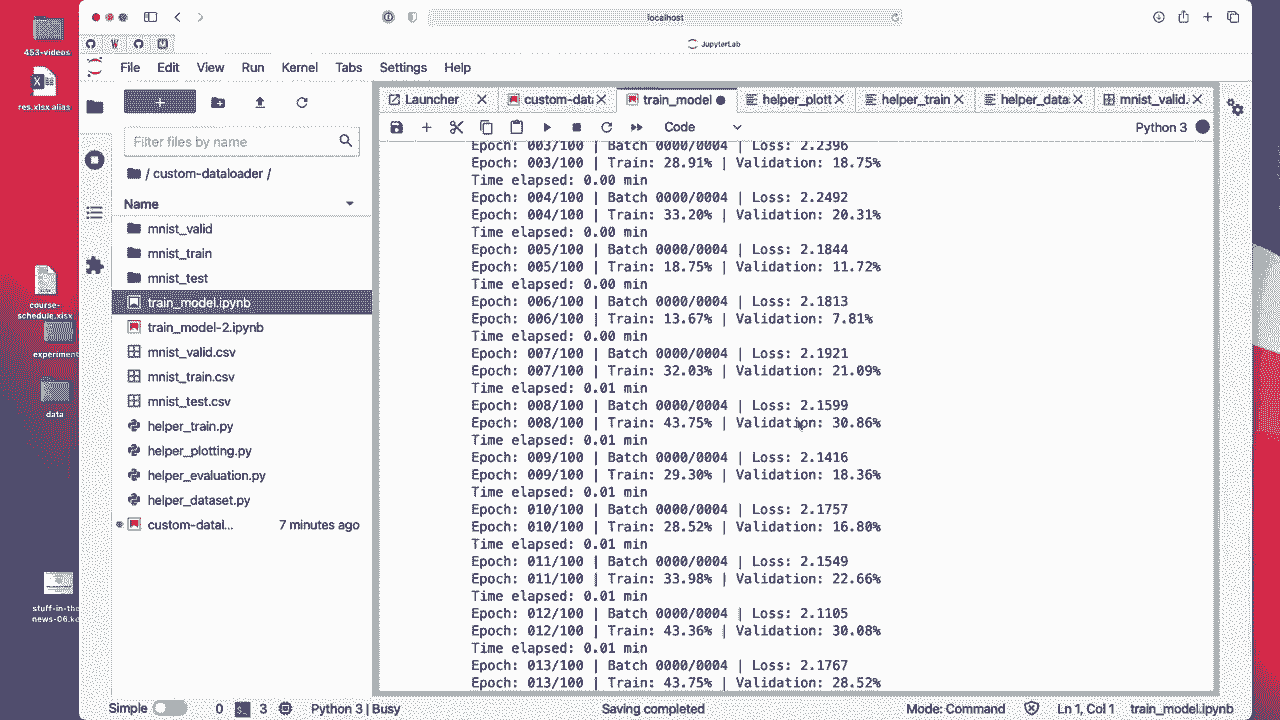 localhost
JupyterLab
453-videos
res.xlsx alias
course-
schedule.xlsx
experiment
data
stuff-in-the
File Edit View Run Kernel Tabs Settings Help
Filter files by name
/ custom-dataloader /
Name
mnist_valid
mnist_train
mnist_test
train_model.ipynb
train_model-2.ipynb
mnist_valid.csv
mnist_train.csv
mnist_test.csv
helper_train.py
helper_plotting.py
helper_evaluation.py
helper_dataset.py
custom-datal... 7 minutes ago
Launcher custom-data train_model helper_plott helper_train helper_data mnist_valid.
Code Python 3
Epoch: 003/100 | Batch 0000/0004 | Loss: 2.2396
Epoch: 003/100 | Train: 28.91% | Validation: 18.75%
Time elapsed: 0.00 min
Epoch: 004/100 | Batch 0000/0004 | Loss: 2.2492
Epoch: 004/100 | Train: 33.20% | Validation: 20.31%
Time elapsed: 0.00 min
Epoch: 005/100 | Batch 0000/0004 | Loss: 2.1844
Epoch: 005/100 | Train: 18.75% | Validation: 11.72%
Time elapsed: 0.00 min
Epoch: 006/100 | Batch 0000/0004 | Loss: 2.1813
Epoch: 006/100 | Train: 13.67% | Validation: 7.81%
Time elapsed: 0.00 min
Epoch: 007/100 | Batch 0000/0004 | Loss: 2.1921
Epoch: 007/100 | Train: 32.03% | Validation: 21.09%
Time elapsed: 0.01 min
Epoch: 008/100 | Batch 0000/0004 | Loss: 2.1599
Epoch: 008/100 | Train: 43.75% | Validation: 30.86%
Time elapsed: 0.01 min
Epoch: 009/100 | Batch 0000/0004 | Loss: 2.1416
Epoch: 009/100 | Train: 29.30% | Validation: 18.36%
Time elapsed: 0.01 min
Epoch: 010/100 | Batch 0000/0004 | Loss: 2.1757
Epoch: 010/100 | Train: 28.52% | Validation: 16.80%
Time elapsed: 0.01 min
Epoch: 011/100 | Batch 0000/0004 | Loss: 2.1549
Epoch: 011/100 | Train: 33.98% | Validation: 22.66%
Time elapsed: 0.01 min
Epoch: 012/100 | Batch 0000/0004 | Loss: 2.1105
Epoch: 012/100 | Train: 43.36% | Validation: 30.08%
Time elapsed: 0.01 min
Epoch: 013/100 | Batch 0000/0004 | Loss: 2.1767
Epoch: 013/100 | Train: 43.75% | Validation: 28.52%
Simple 0 3 Python 3 | Busy Saving completed Mode: Command Ln 1, Col 1 train_model.ipynb